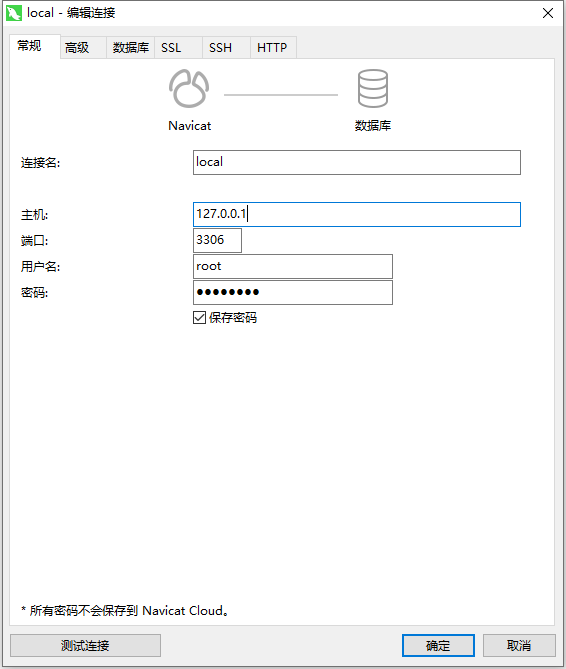 local - 编辑连接
常规 高级 数据库 SSL SSH HTTP
Navicat 数据库
连接名: local
主机: 127.0.0.1
端口: 3306
用户名: root
密码: ●●●●●●●●
保存密码
* 所有密码不会保存到 Navicat Cloud。
测试连接 确定 取消